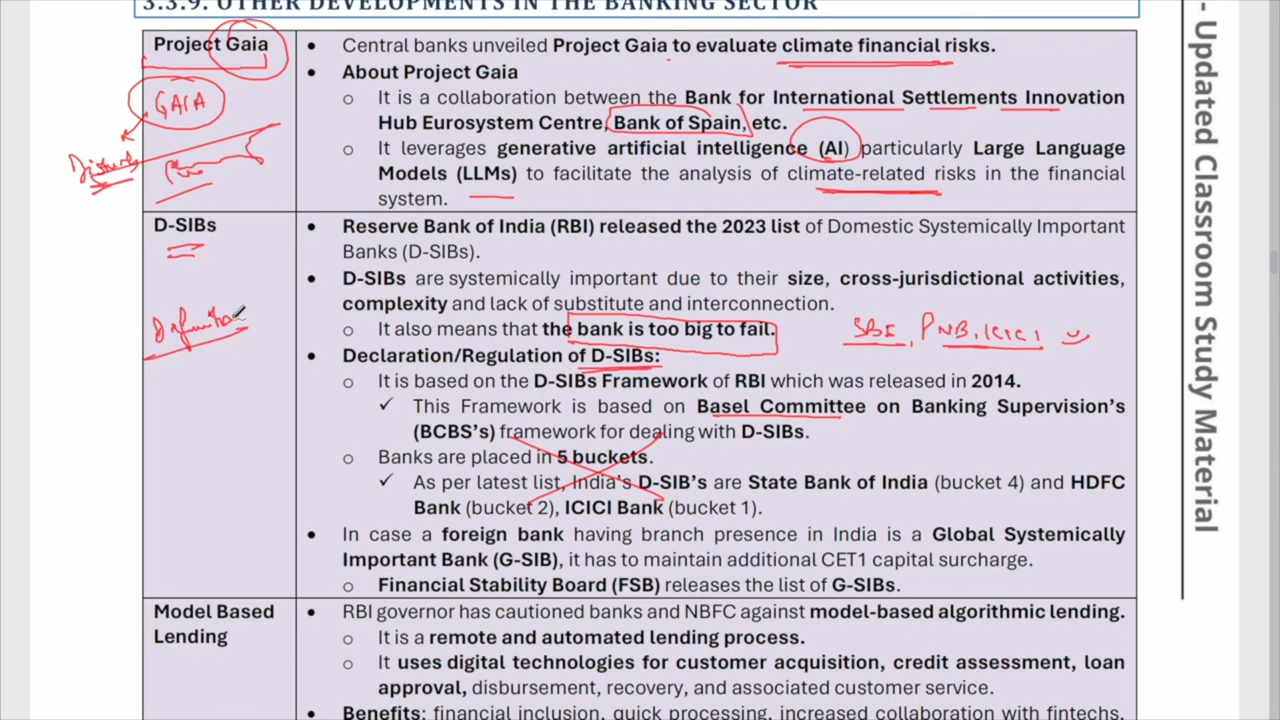 3.3.9. OTHER DEVELOPMENTS IN THE BANKING SECTOR
Project Gaia
• Central banks unveiled Project Gaia to evaluate climate financial risks.
• About Project Gaia
o It is a collaboration between the Bank for International Settlements Innovation
Hub Eurosystem Centre, Bank of Spain, etc.
o It leverages generative artificial intelligence (AI) particularly Large Language
Models (LLMs) to facilitate the analysis of climate-related risks in the financial
system.
GAIA
D-SIBs
• Reserve Bank of India (RBI) released the 2023 list of Domestic Systemically Important
Banks (D-SIBs).
• D-SIBs are systemically important due to their size, cross-jurisdictional activities,
complexity and lack of substitute and interconnection.
o It also means that the bank is too big to fail.
SBI, PNB, ICICI
• Declaration/Regulation of D-SIBs:
o It is based on the D-SIBs Framework of RBI which was released in 2014.
✓ This Framework is based on Basel Committee on Banking Supervision's
(BCBS's) framework for dealing with D-SIBs.
o Banks are placed in 5 buckets.
✓ As per latest list, India's D-SIB's are State Bank of India (bucket 4) and HDFC
Bank (bucket 2), ICICI Bank (bucket 1).
• In case a foreign bank having branch presence in India is a Global Systemically
Important Bank (G-SIB), it has to maintain additional CET1 capital surcharge.
o Financial Stability Board (FSB) releases the list of G-SIBs.
Model Based
Lending
• RBI governor has cautioned banks and NBFC against model-based algorithmic lending.
o It is a remote and automated lending process.
o It uses digital technologies for customer acquisition, credit assessment, loan
approval, disbursement, recovery, and associated customer service.
• Benefits: financial inclusion, quick processing, increased collaboration with fintechs,
- Updated Classroom Study Material